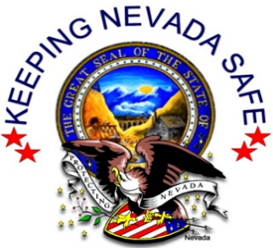 KEEPING NEVADA SAFE
THE GREAT SEAL OF THE STATE OF
NEVADA
Nevada